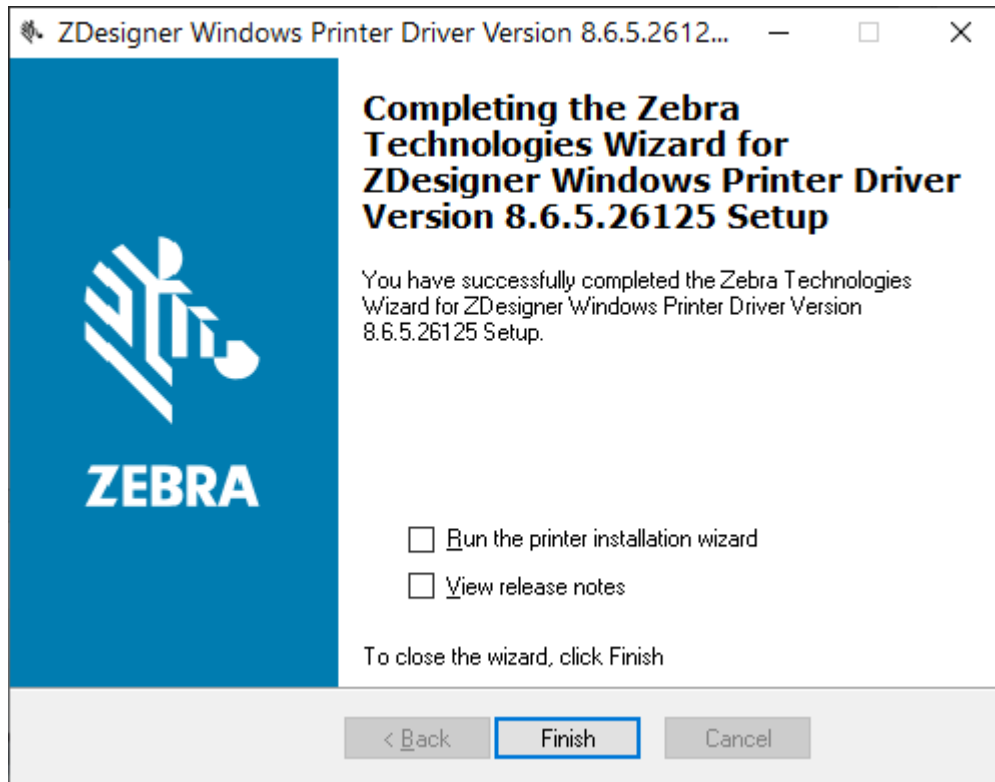 ZDesigner Windows Printer Driver Version 8.6.5.2612...
Completing the Zebra
Technologies Wizard for
ZDesigner Windows Printer Driver
Version 8.6.5.26125 Setup
You have successfully completed the Zebra Technologies
Wizard for ZDesigner Windows Printer Driver Version
8.6.5.26125 Setup.
ZEBRA
Run the printer installation wizard
View release notes
To close the wizard, click Finish
< Back
Finish
Cancel